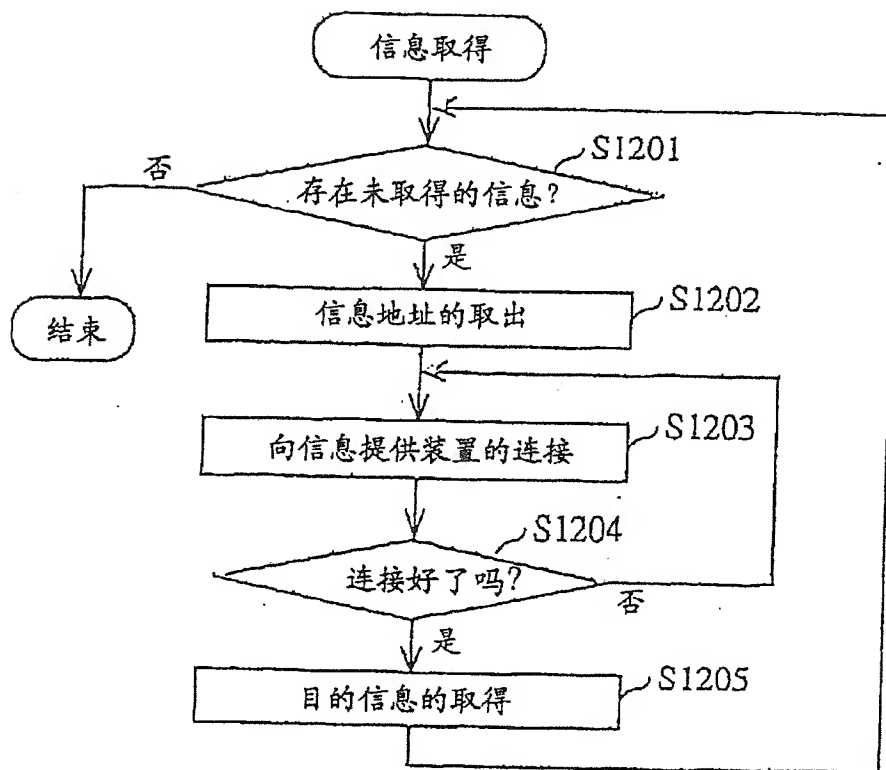 信息取得
S1201
否
存在未取得的信息?
是
S1202
信息地址的取出
结束
S1203
向信息提供装置的连接
S1204
连接好了吗?
否
是
S1205
目的信息的取得